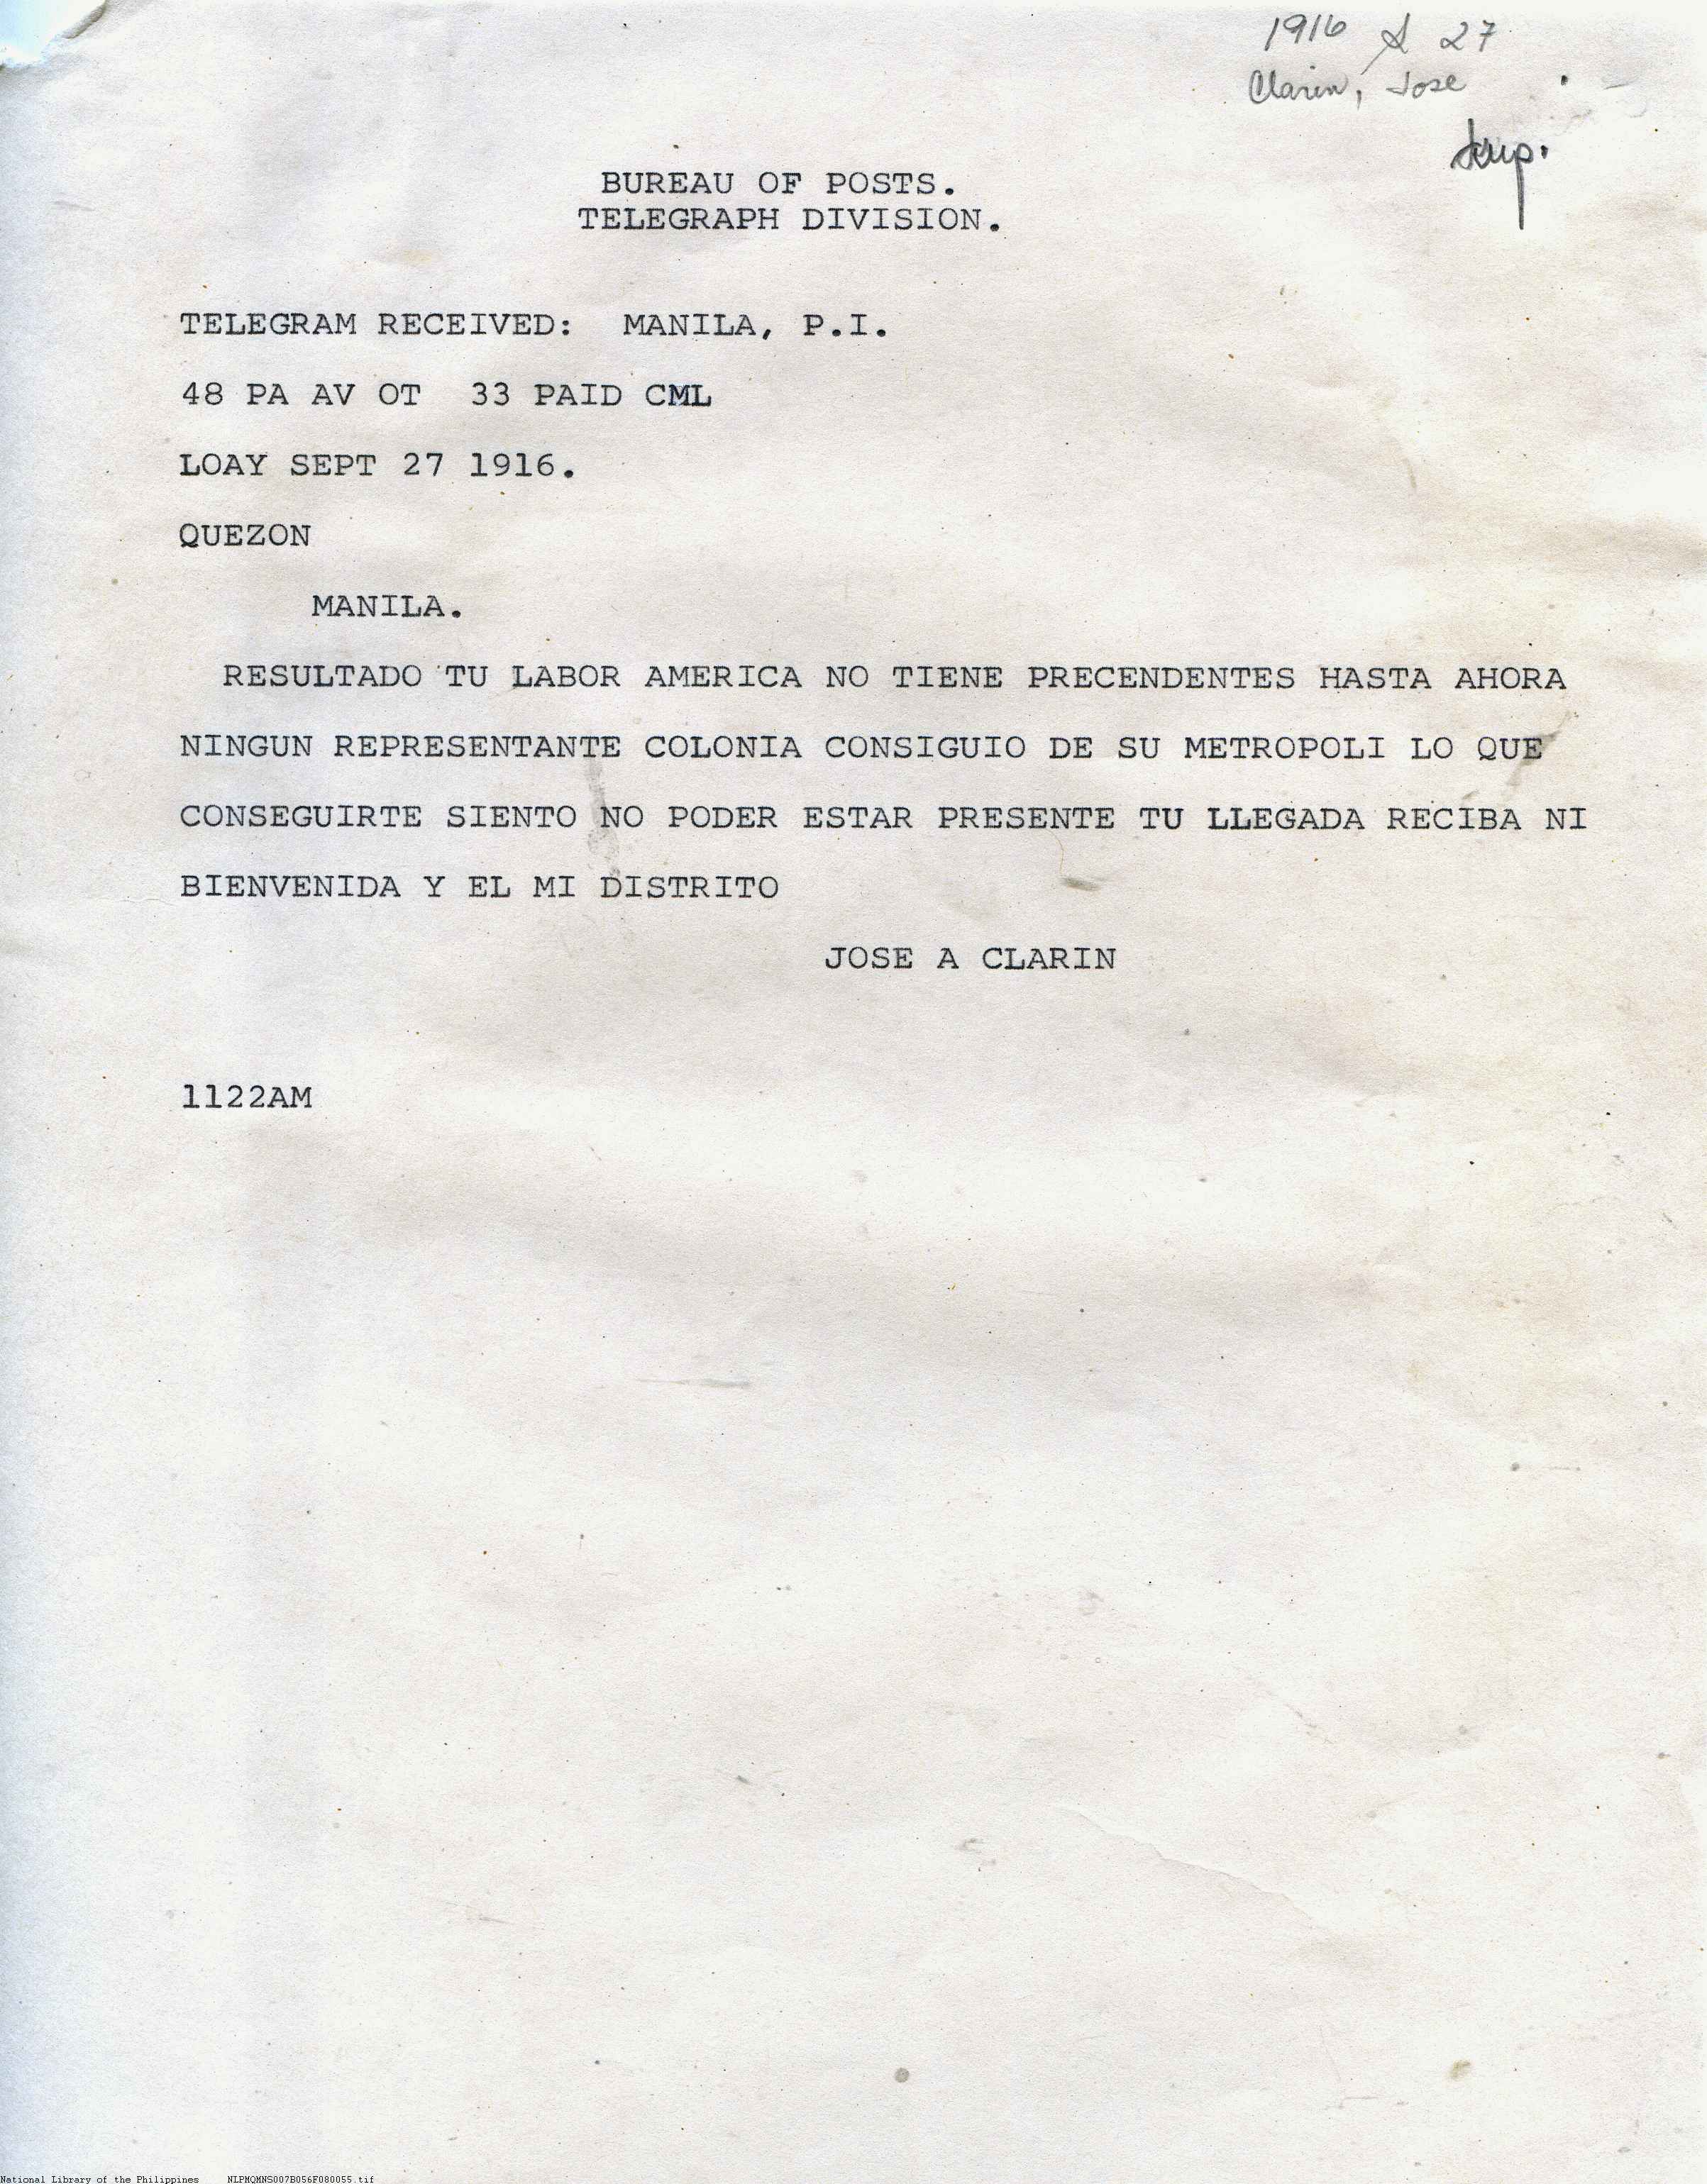 1916 S 27
Clarin, Jose
BUREAU OF POSTS.
TELEGRAPH DIVISION.
TELEGRAM RECEIVED: MANILA, P.I.
48 PA AV OT 33 PAID CML
LOAY SEPT 27 1916.
QUEZON
MANILA.
RESULTADO TU LABOR AMERICA NO TIENE PRECENDENTES HASTA AHORA
NINGUN REPRESENTANTE COLONIA CONSIGUIO DE SU METROPOLI LO QUE
CONSEGUIRTE SIENTO NO PODER ESTAR PRESENTE TU LLEGADA RECIBA NI
BIENVENIDA Y EL MI DISTRITO
JOSE A CLARIN
1122AM
National Library of the Philippines NLPMQMNS007B056F080055.tif